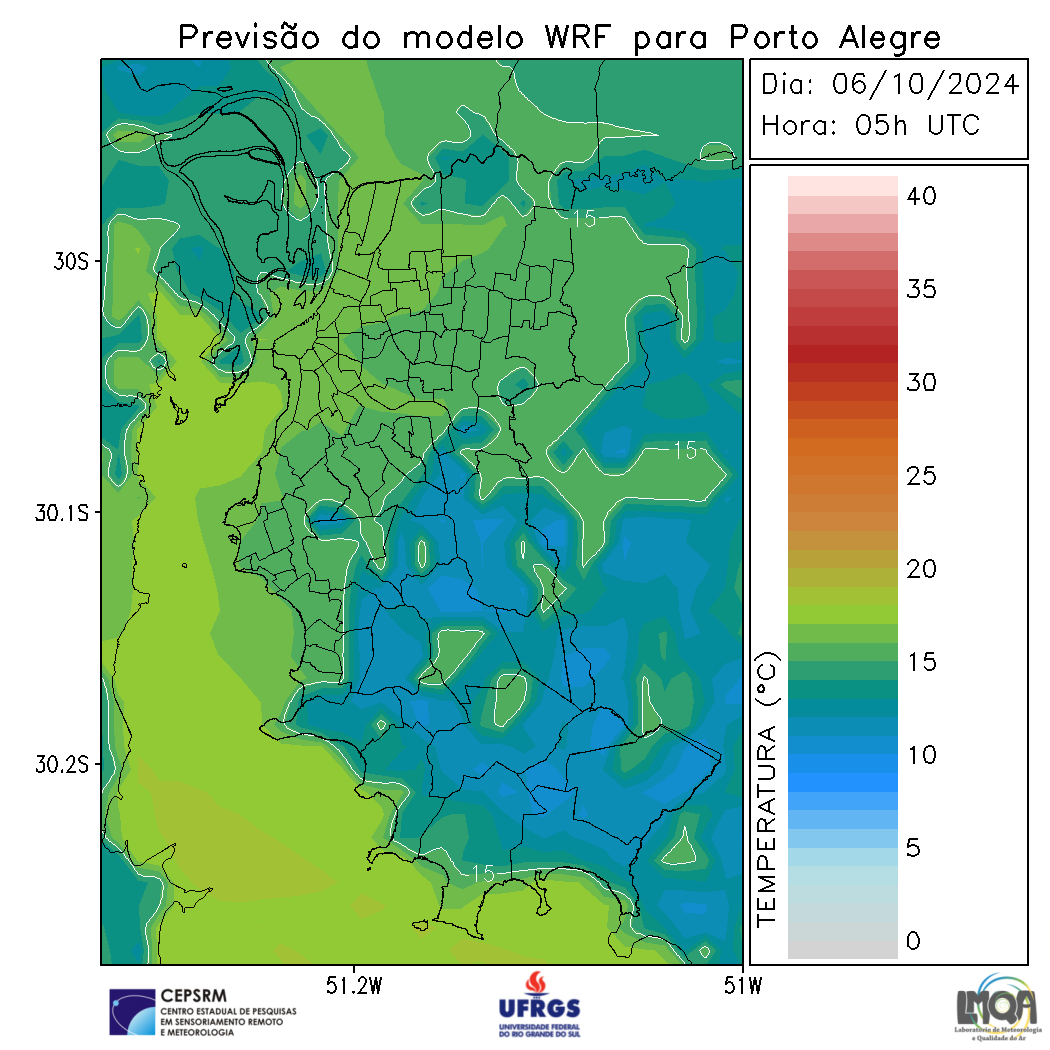 Previsão do modelo WRF para Porto Alegre
Dia: 06/10/2024
Hora: 05h UTC
40
35
30
25
20
15
10
5
0
TEMPERATURA (°C)
30S
30.1S
30.2S
51.2W
51W
15
15
15
CEPSRM
CENTRO ESTADUAL DE PESQUISAS
EM SENSORIAMENTO REMOTO
E METEOROLOGIA
UFRGS
UNIVERSIDADE FEDERAL
DO RIO GRANDE DO SUL
LMQA
Laboratório de Meteorologia
e Qualidade do Ar